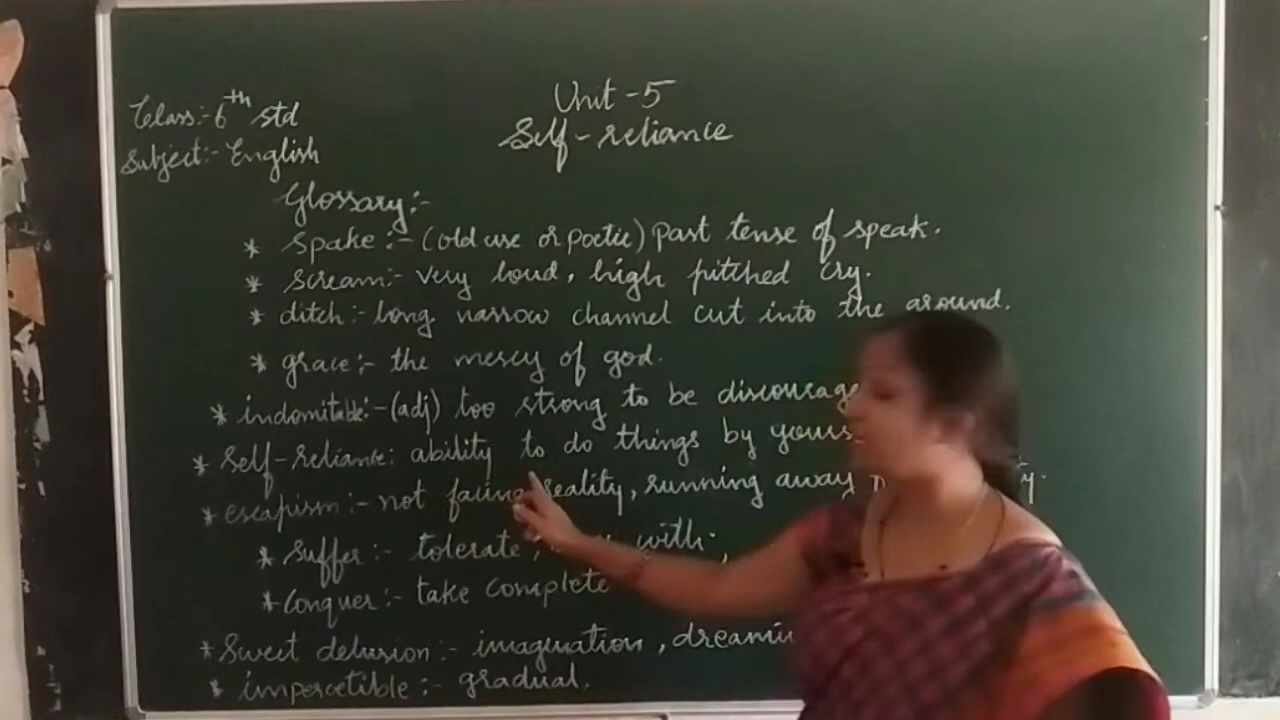 Class:- 6th std
Subject:- English
Unit - 5
Self-reliance
Glossary:-
* Spake :- (old use or poetic) past tense of speak.
* Scream:- very loud, high pitched cry.
* ditch :- long narrow channel cut into the around.
* grace :- the mercy of god.
* indomitable:- (adj) too strong to be discourage
* Self-reliance: ability to do things by yours
* escapism :- not facing reality, running away
* Suffer :- tolerate, with ;
* Conquer :- take complete
* Sweet delusion :- imagination, dreamin
* impercetible :- gradual.